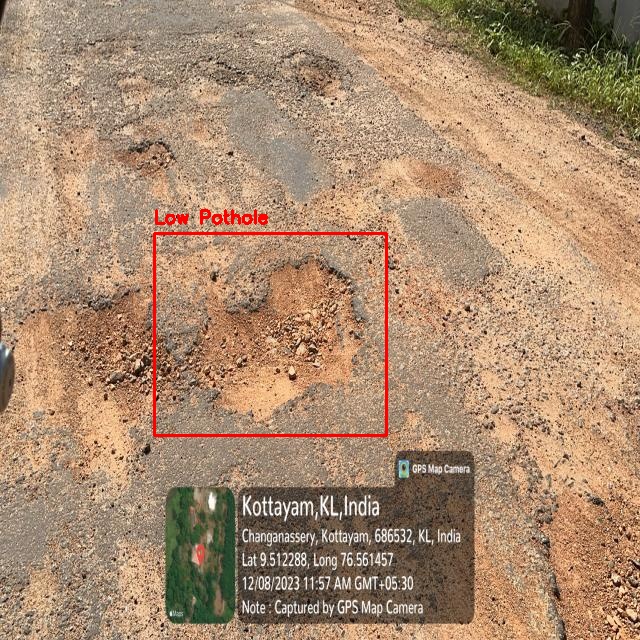 Low Pothole
GPS Map Camera
Kottayam,KL,India
Changanassery, Kottayam, 686532, KL, India
Lat 9.512288, Long 76.561457
12/08/2023 11:57 AM GMT+05:30
Note : Captured by GPS Map Camera
Maps